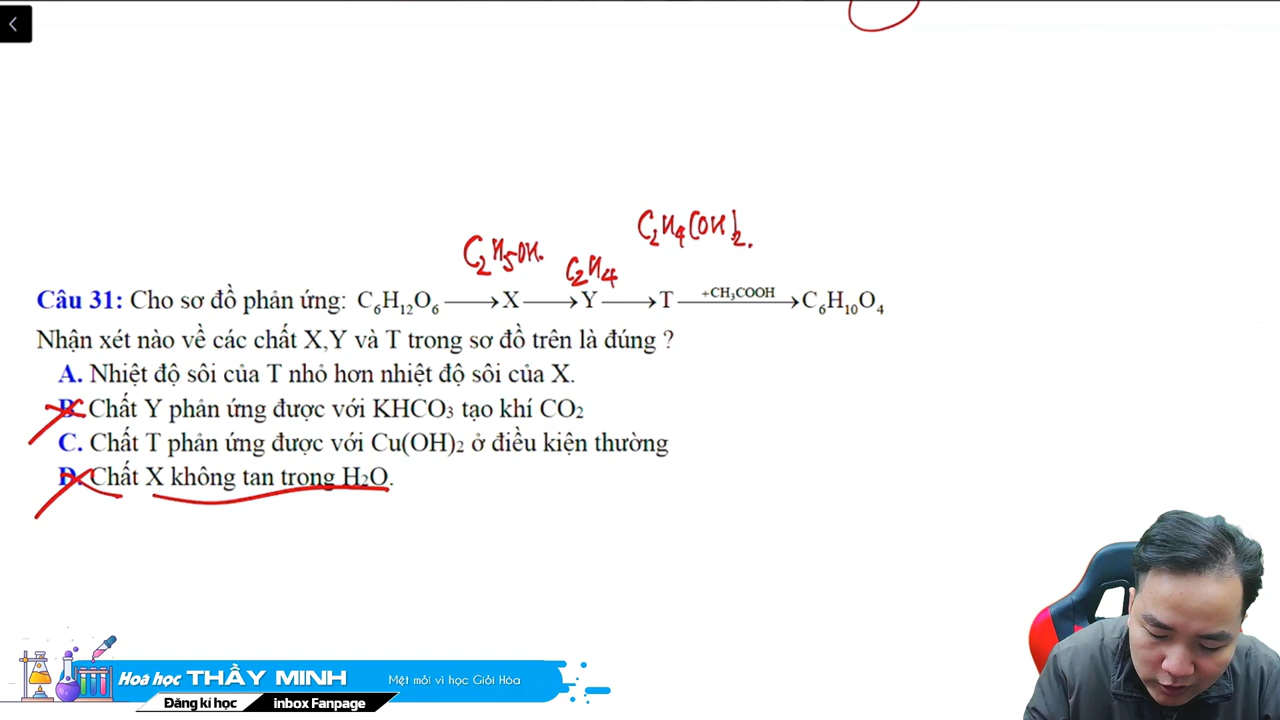 C₂H₄(OH)₂.
C₂H₅OH.
C₂H₄
Câu 31: Cho sơ đồ phản ứng: C₆H₁₂O₆ ⟶ X ⟶ Y ⟶ T ⟶ +CH₃COOH C₆H₁₀O₄
Nhận xét nào về các chất X,Y và T trong sơ đồ trên là đúng ?
A. Nhiệt độ sôi của T nhỏ hơn nhiệt độ sôi của X.
B. Chất Y phản ứng được với KHCO₃ tạo khí CO₂
C. Chất T phản ứng được với Cu(OH)₂ ở điều kiện thường
D. Chất X không tan trong H₂O.
Hoá học THẦY MINH
Mệt mỏi vì học Giỏi Hóa
Đăng kí học inbox Fanpage